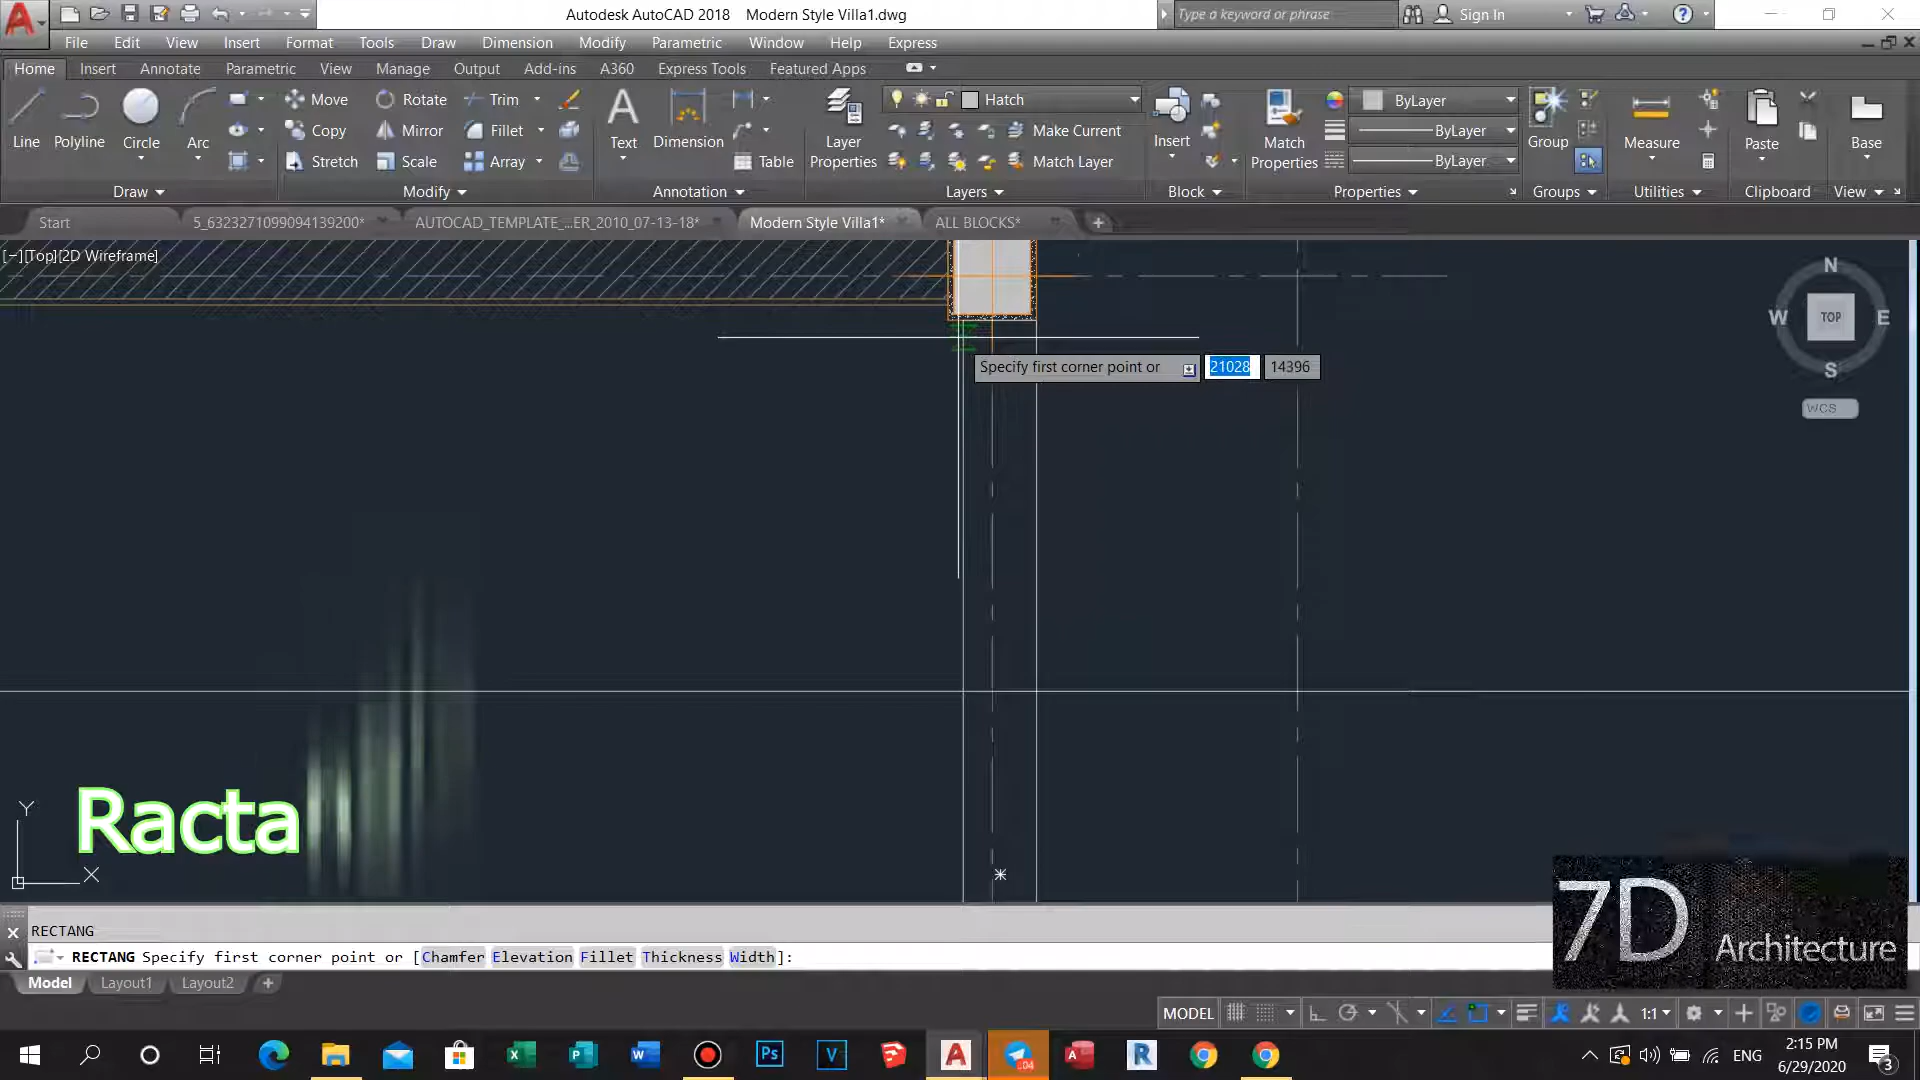 Autodesk AutoCAD 2018 Modern Style Villa1.dwg
Type a keyword or phrase
Sign In
File Edit View Insert Format Tools Draw Dimension Modify Parametric Window Help Express
Home Insert Annotate Parametric View Manage Output Add-ins A360 Express Tools Featured Apps
Line Polyline Circle Arc
Move Rotate Trim
Copy Mirror Fillet
Stretch Scale Array
Text Dimension Table
Layer Properties
Hatch
Make Current
Match Layer
Insert
Match Properties
ByLayer
ByLayer
ByLayer
Group
Measure
Paste
Base
Draw Modify Annotation Layers Block Properties Groups Utilities Clipboard View
Start 5_6323271099094139200* AUTOCAD_TEMPLATE_...ER_2010_07-13-18* Modern Style Villa1* ALL BLOCKS* +
[−][Top][2D Wireframe]
N
W TOP E
S
WCS
Specify first corner point or 21028 14396
Racta
Y
X
7D Architecture
RECTANG
RECTANG Specify first corner point or [Chamfer Elevation Fillet Thickness Width]:
Model Layout1 Layout2 +
MODEL 1:1
ENG
2:15 PM
6/29/2020
3